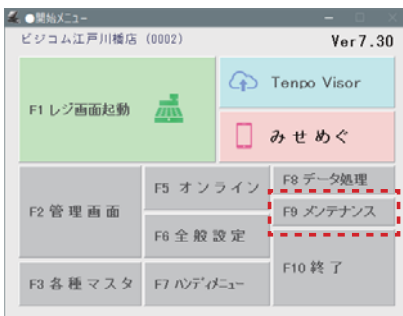 ●開始メニュー
ビジコム江戸川橋店 (0002)
Ver7.30
F1 レジ画面起動
Tenpo Visor
みせめぐ
F2 管理画面
F5 オンライン
F8 データ処理
F9 メンテナンス
F6 全般設定
F3 各種マスタ
F7 ハンディメニュー
F10 終了